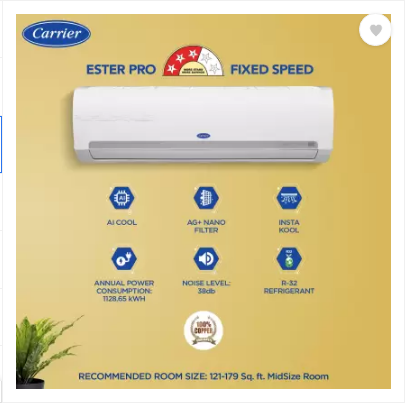 Carrier
ESTER PRO
FIXED SPEED
AI COOL
AG+ NANO
FILTER
INSTA
KOOL
ANNUAL POWER
CONSUMPTION:
1128.65 kWH
NOISE LEVEL:
38db
R-32
REFRIGERANT
100%
COPPER
RECOMMENDED ROOM SIZE: 121-179 Sq. ft. MidSize Room